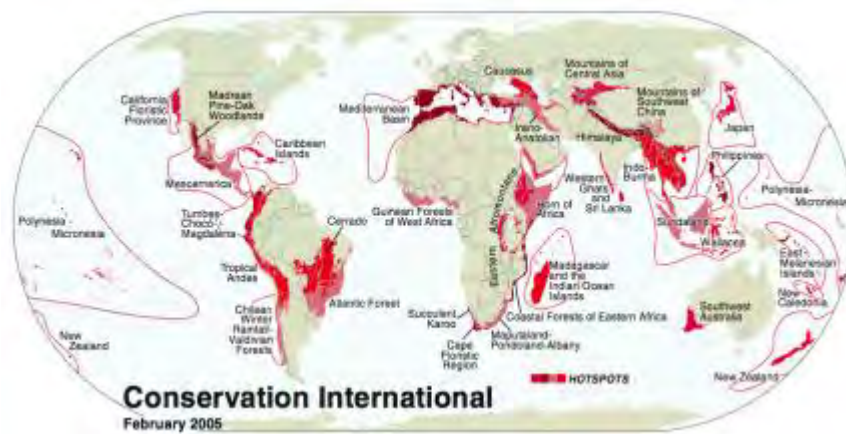 California
Floristic
Province
Madrean
Pine-Oak
Woodlands
Caribbean
Islands
Mesoamerica
Polynesia-
Micronesia
Tumbes-
Choco-
Magdalena
Tropical
Andes
Cerrado
Atlantic Forest
Chilean
Winter
Rainfall-
Valdivian
Forests
New
Zealand
Mediterranean
Basin
Caucasus
Irano-
Anatolian
Mountains of
Central Asia
Mountains of
Southwest
China
Himalaya
Japan
Indo-
Burma
Philippines
Western
Ghats
and
Sri Lanka
Polynesia-
Micronesia
Guinean Forests
of West Africa
Eastern Afromontane
Horn of
Africa
Sundaland
Wallacea
East-
Melanesian
Islands
New
Caledonia
Madagascar
and the
Indian Ocean
Islands
Coastal Forests of Eastern Africa
Succulent
Karoo
Cape
Floristic
Region
Maputaland-
Pondoland-Albany
Southwest
Australia
New Zealand
HOTSPOTS
Conservation International
February 2005